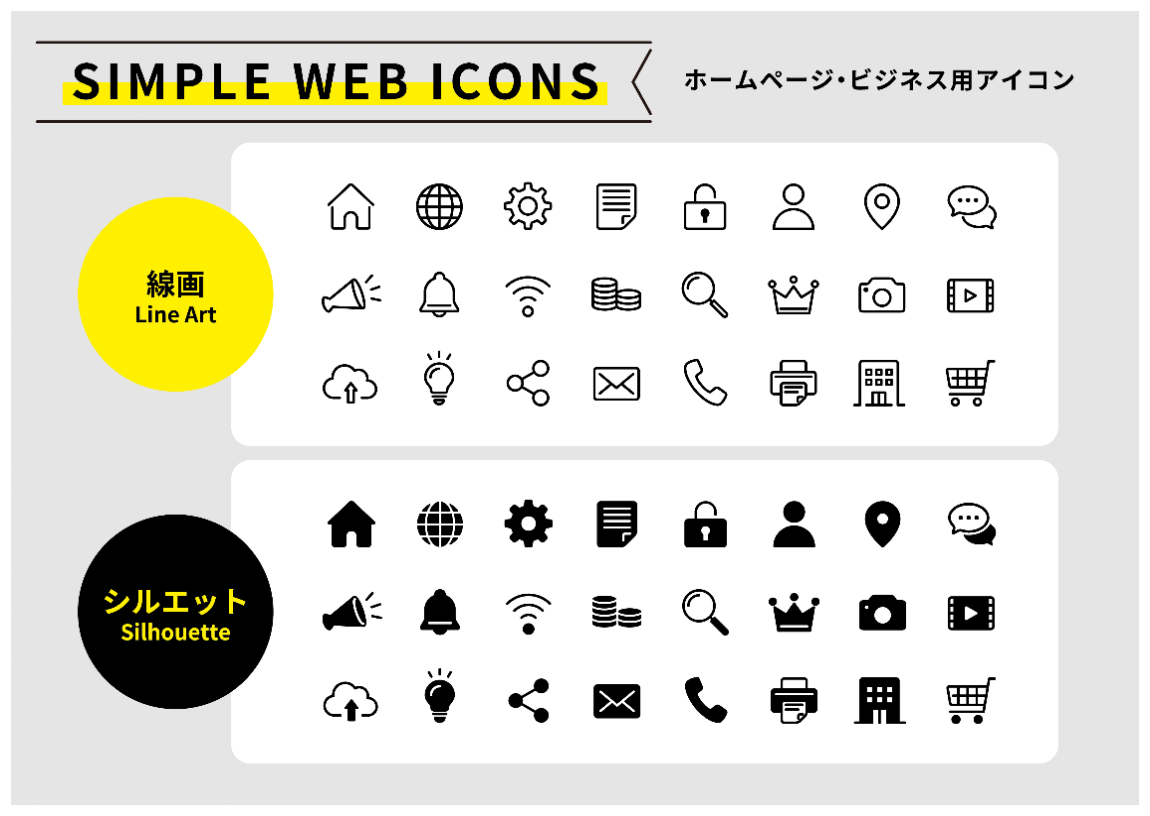 SIMPLE WEB ICONS
ホームページ・ビジネス用アイコン
線画
Line Art
シルエット
Silhouette